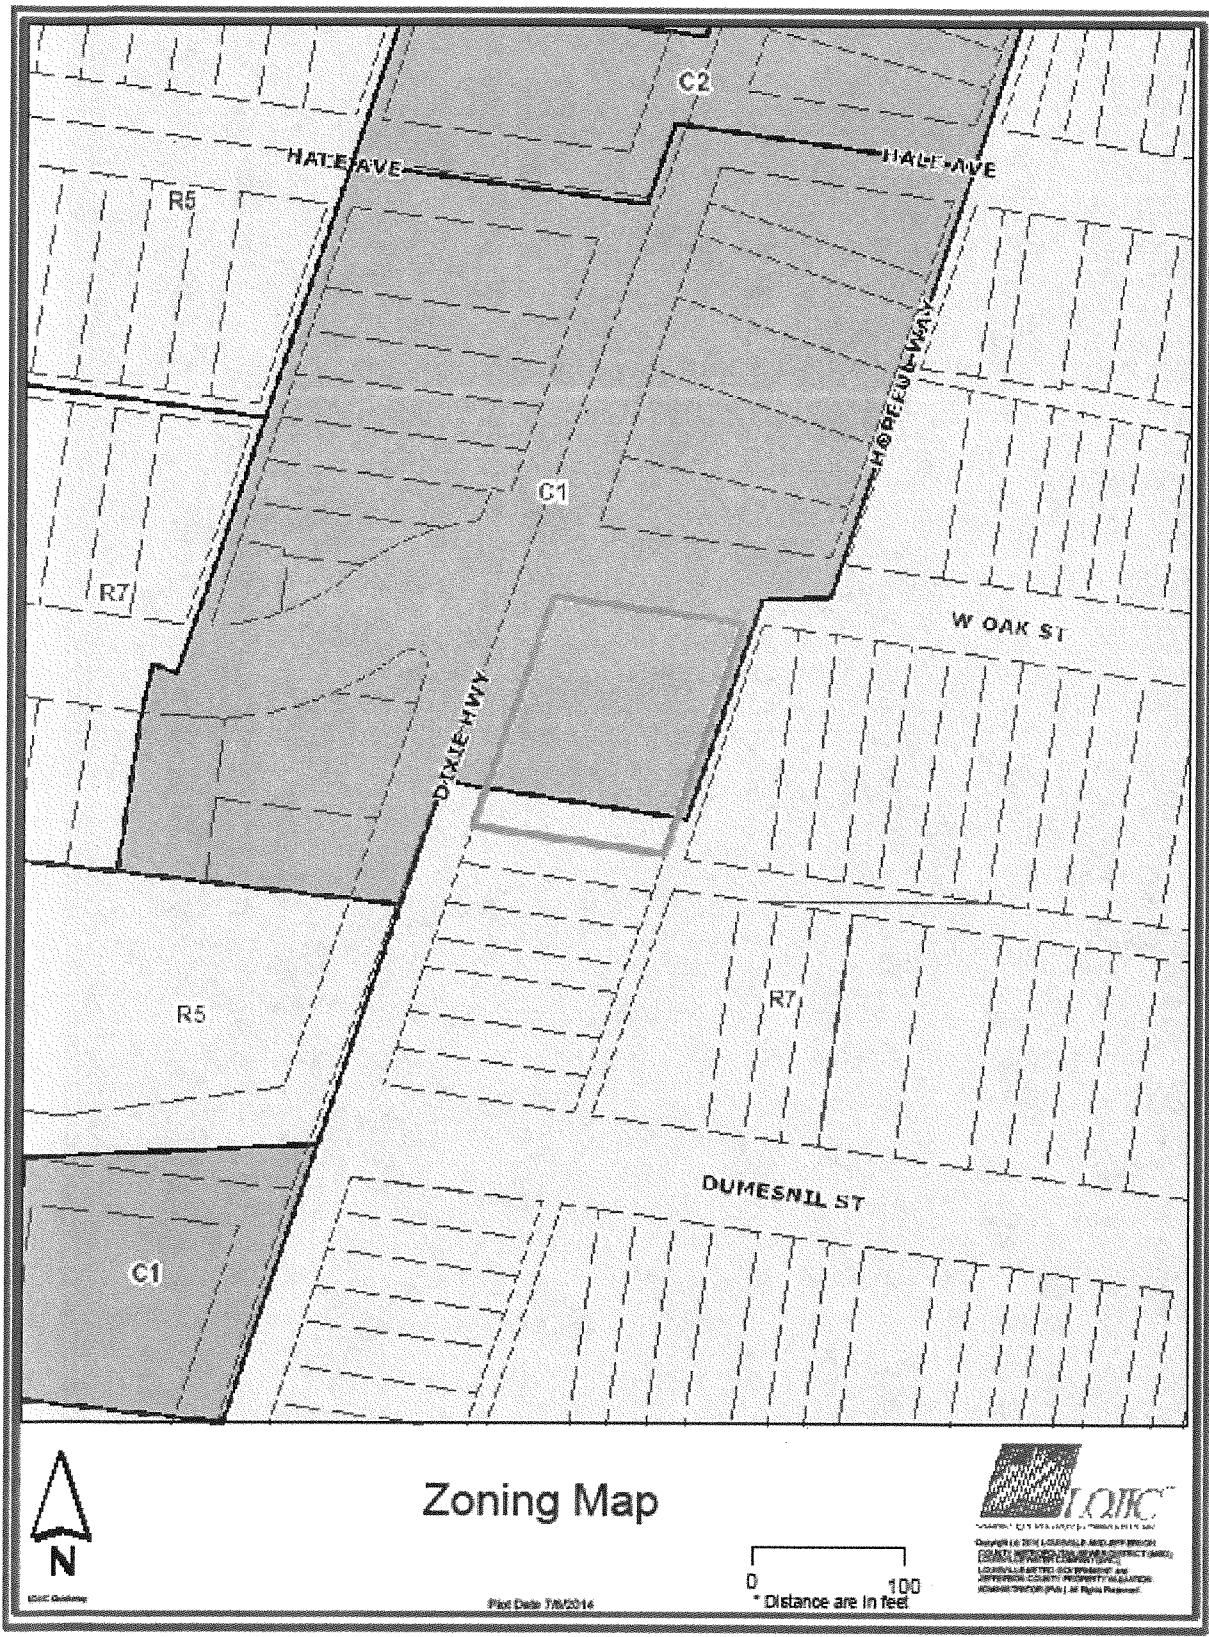 C2
HALE AVE
HALE AVE
R5
HOPEFUL WAY
C1
R7
W OAK ST
DIXIE HWY
R7
R5
DUMESNIL ST
C1
Zoning Map
LOJIC
N
0 100
* Distance are in feet
Plot Date 7/8/2014